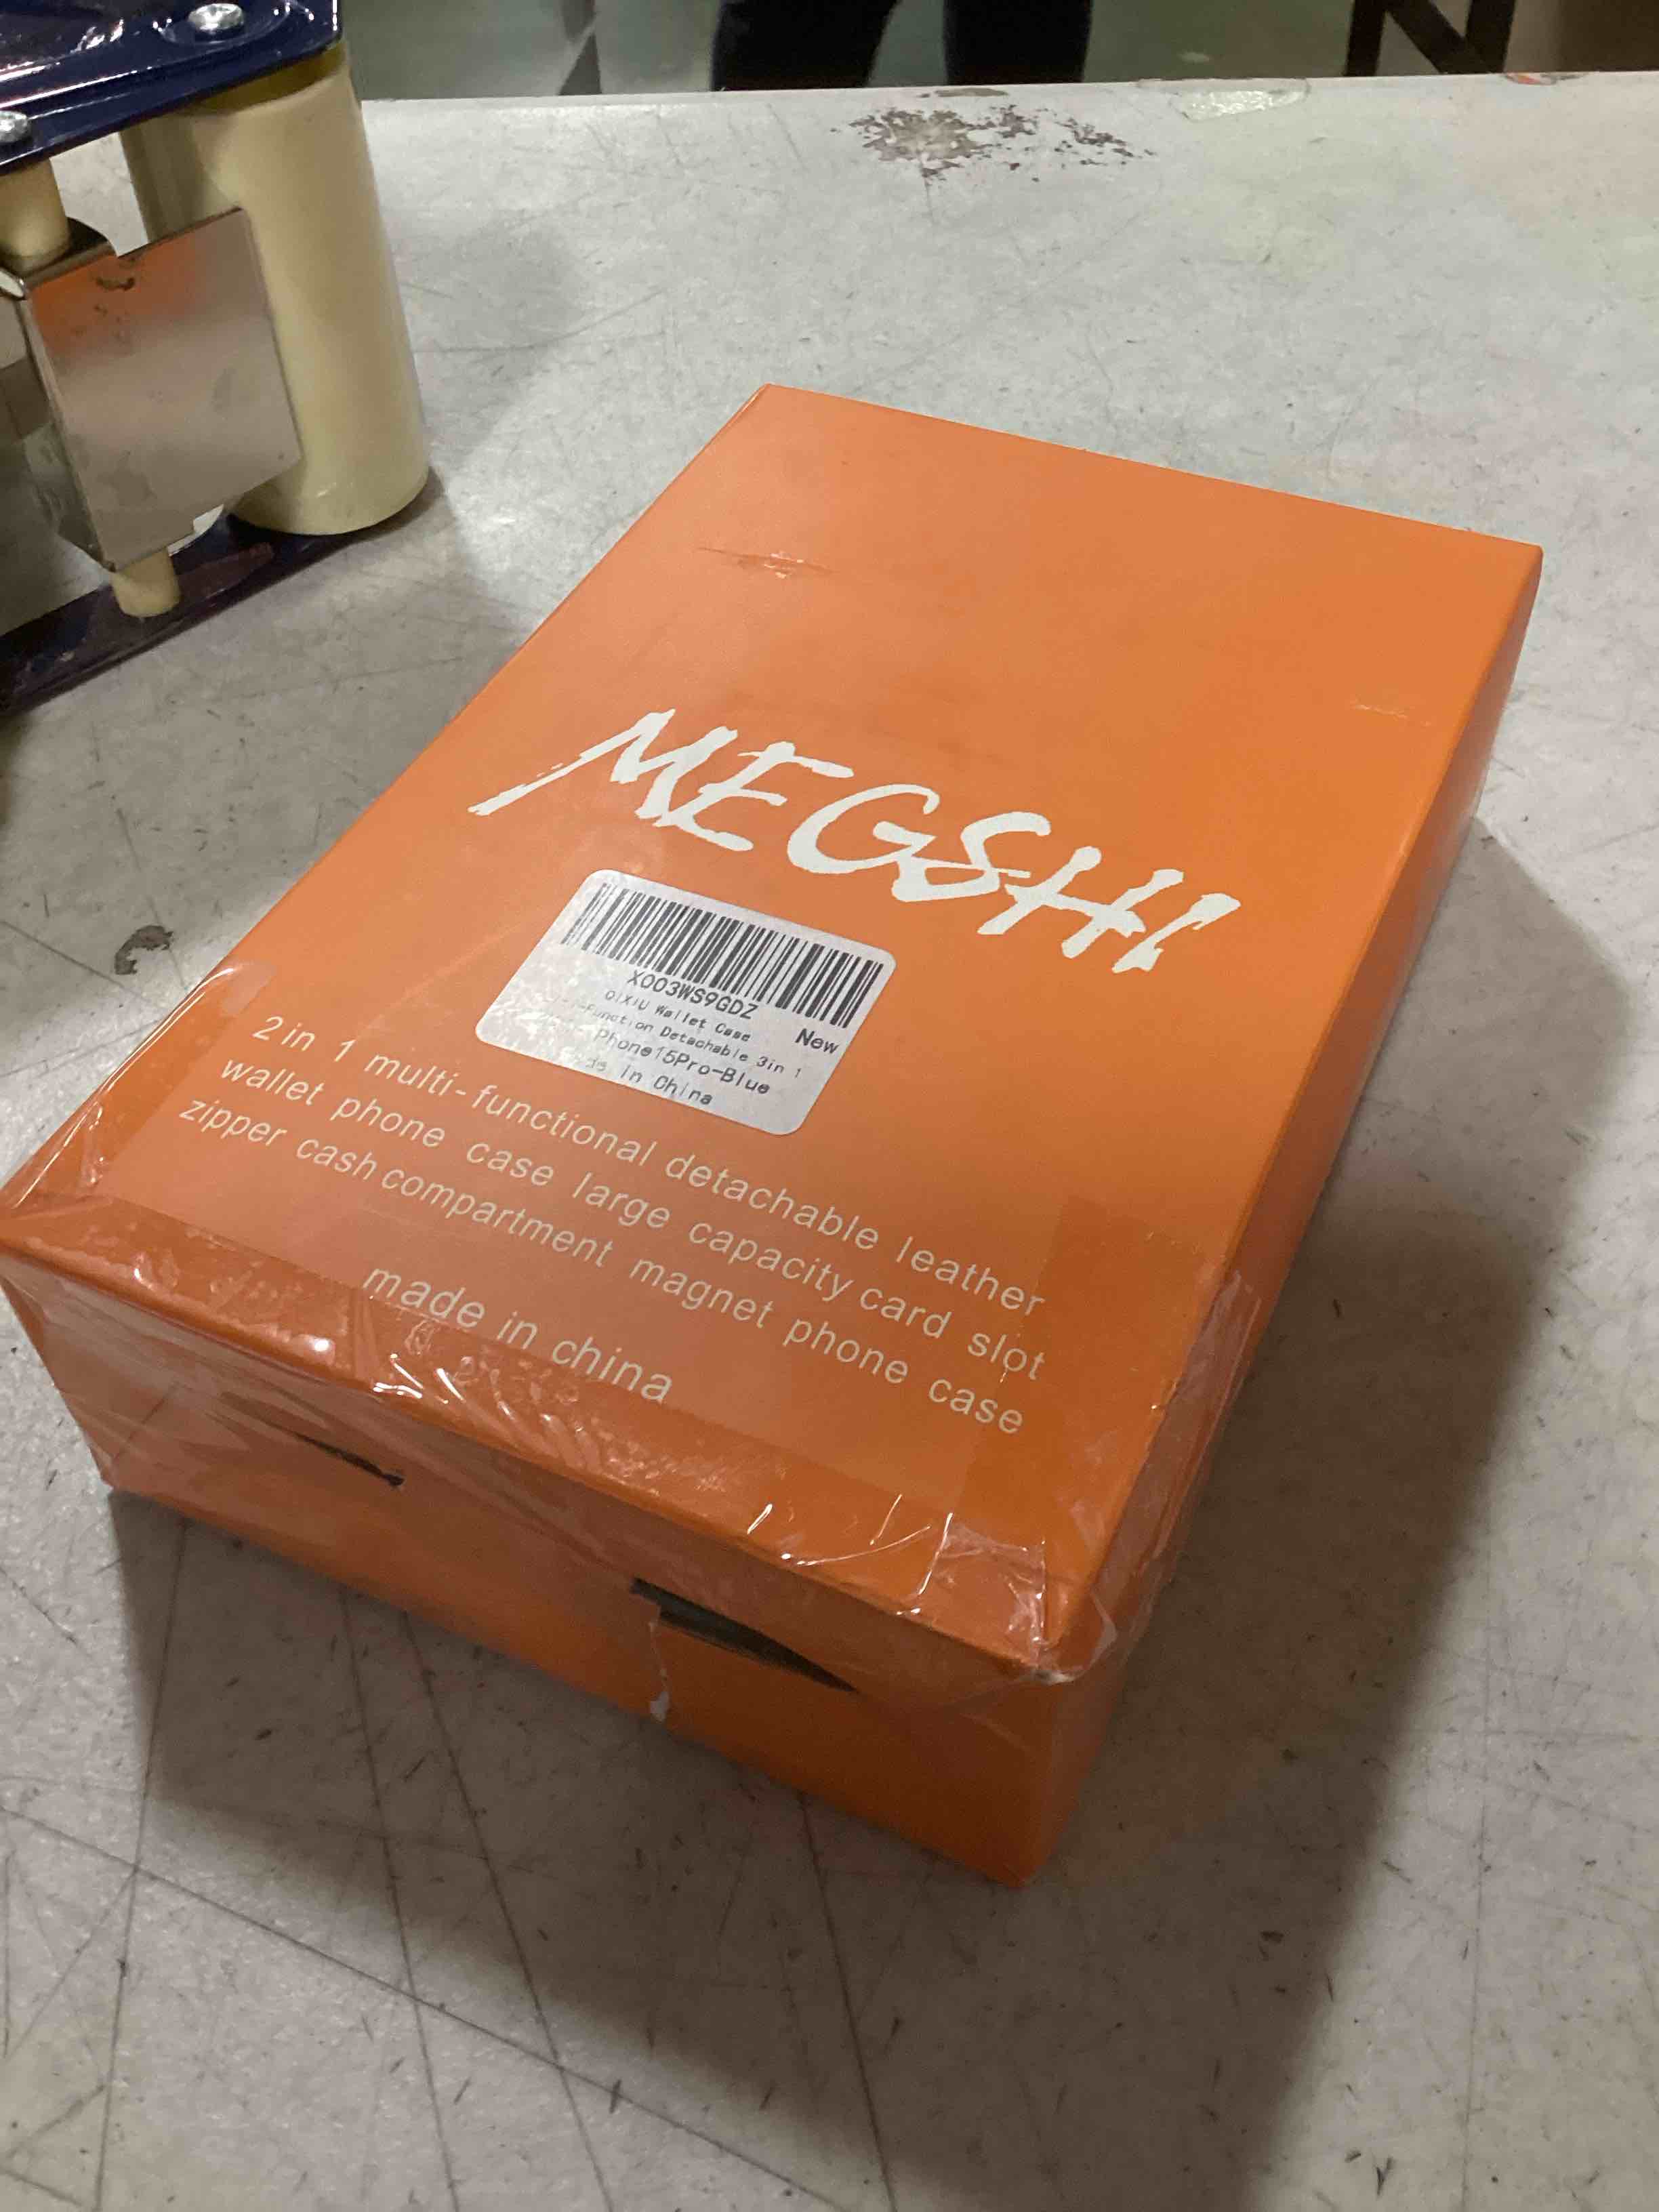 MEGSHI
X003WS9GDZ
New
QIXIU Wallet Case
-Function Detachable 3in 1
Phone15Pro-Blue
in China
2 in 1 multi-functional detachable leather
wallet phone case large capacity card slot
zipper cash compartment magnet phone case
made in china